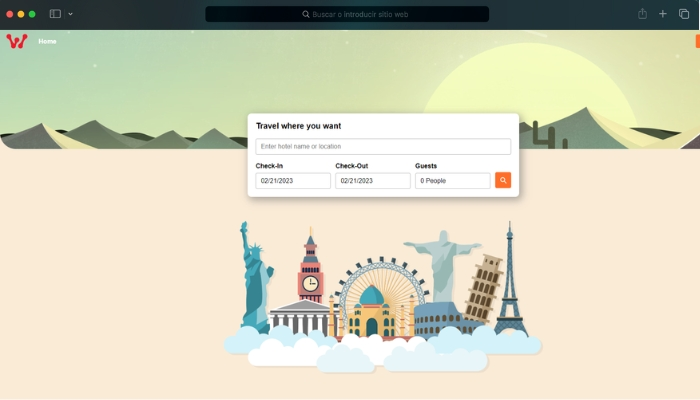 Buscar o introducir sitio web
Home
Travel where you want
Enter hotel name or location
Check-In
Check-Out
Guests
02/21/2023
02/21/2023
0 People